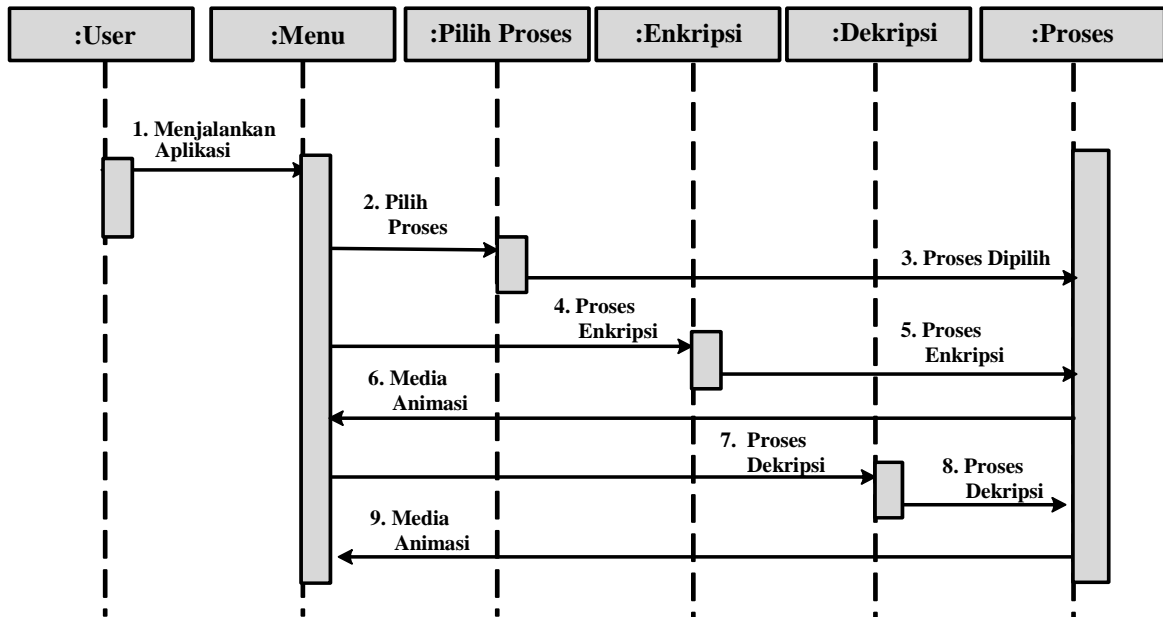 :User
:Menu
:Pilih Proses
:Enkripsi
:Dekripsi
:Proses
1. Menjalankan
Aplikasi
2. Pilih
Proses
3. Proses Dipilih
4. Proses
Enkripsi
5. Proses
Enkripsi
6. Media
Animasi
7. Proses
Dekripsi
8. Proses
Dekripsi
9. Media
Animasi